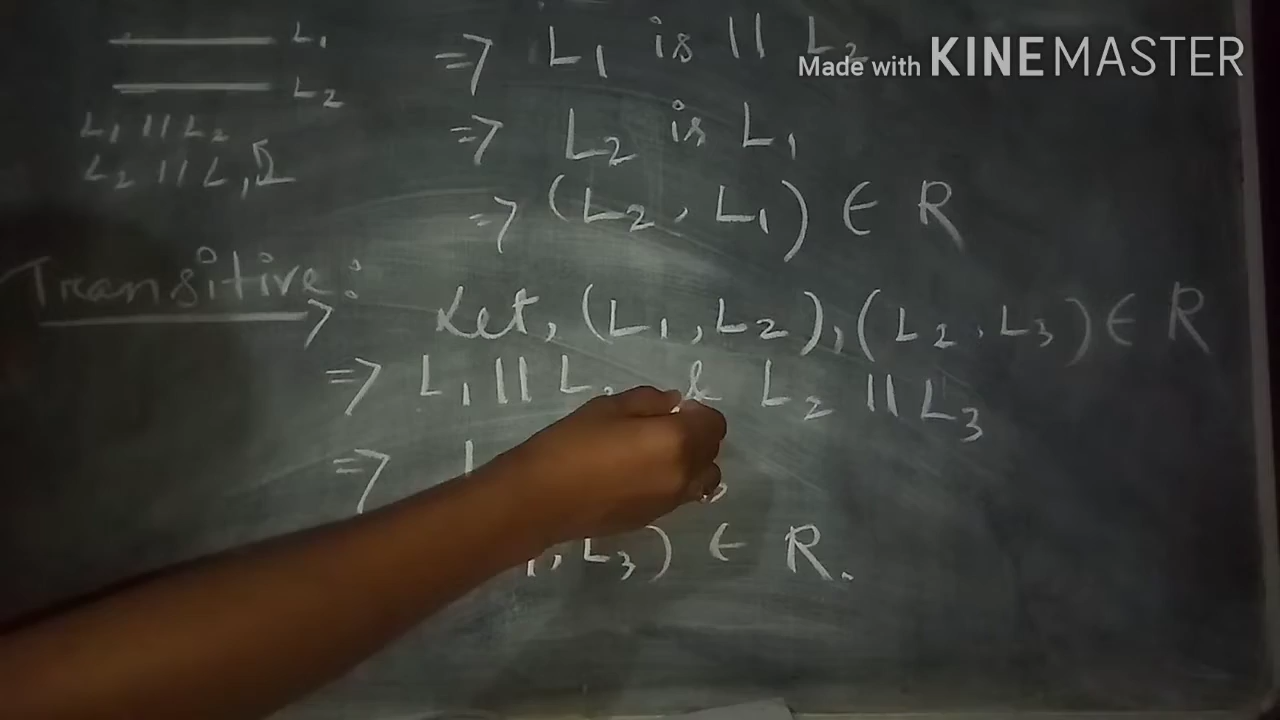 L₁
L₂
L₁ || L₂
L₂ || L₁
⇒ L₁ is || L₂
Made with KINEMASTER
⇒ L₂ is L₁
⇒ (L₂, L₁) ∈ R
Transitive:
Let, (L₁, L₂), (L₂, L₃) ∈ R
⇒ L₁ || L₂ & L₂ || L₃
⇒ L
, L₃) ∈ R.